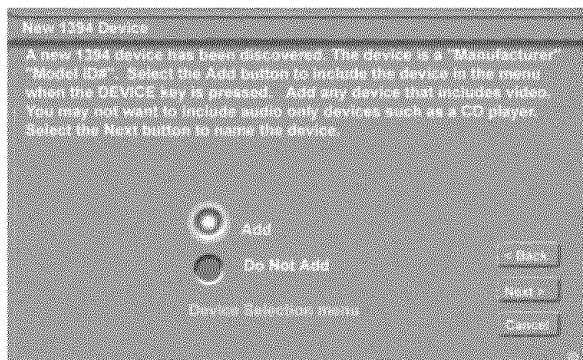 New 1394 Device
A new 1394 device has been discovered. The device is a "Manufacturer"
"Model ID#". Select the Add button to include the device in the menu
when the DEVICE key is pressed. Add any device that includes video.
You may not want to include audio only devices such as a CD player.
Select the Next button to name the device.
Add
Do Not Add
Device Selection menu
< Back
Next >
Cancel